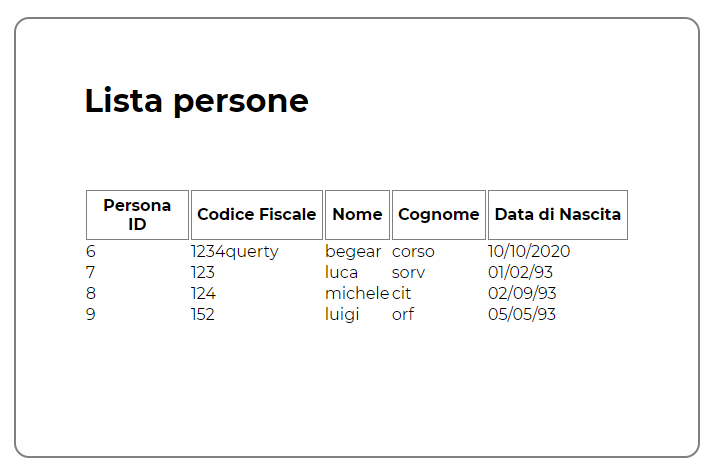 Lista persone
Persona ID Codice Fiscale Nome Cognome Data di Nascita
6 1234querty begear corso 10/10/2020
7 123 luca sorv 01/02/93
8 124 michele cit 02/09/93
9 152 luigi orf 05/05/93